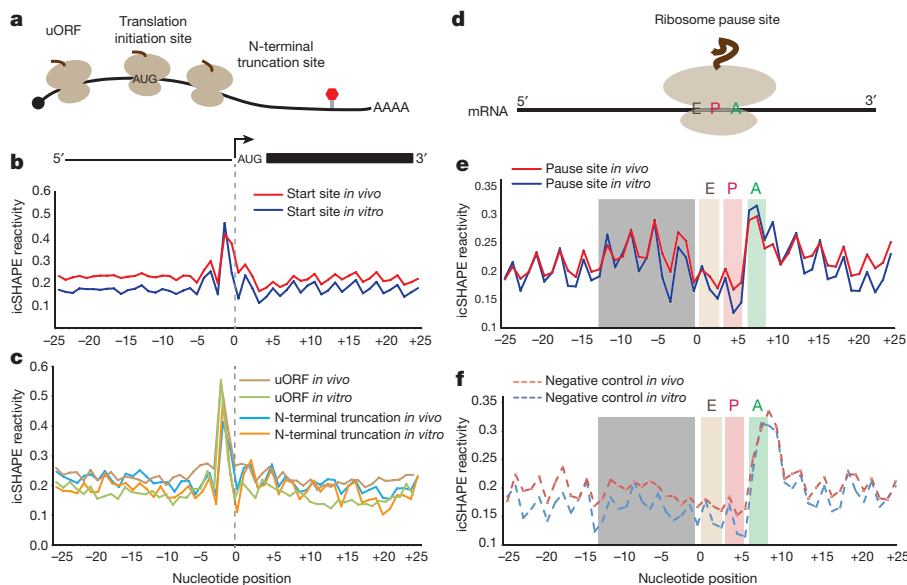 a
uORF
Translation
initiation site
N-terminal
truncation site
AUG
AAAA
b
5′
AUG
3′
icSHAPE reactivity
0.6
0.5
0.4
0.3
0.2
0.1
Start site in vivo
Start site in vitro
−25 −20 −15 −10 −5 0 +5 +10 +15 +20 +25
c
icSHAPE reactivity
0.6
0.5
0.4
0.3
0.2
0.1
0.0
uORF in vivo
uORF in vitro
N-terminal truncation in vivo
N-terminal truncation in vitro
−25 −20 −15 −10 −5 0 +5 +10 +15 +20 +25
Nucleotide position
d
Ribosome pause site
mRNA
5′
E P A
3′
e
Pause site in vivo
Pause site in vitro
E P A
icSHAPE reactivity
0.35
0.3
0.25
0.2
0.15
0.1
−25 −20 −15 −10 −5 0 +5 +10 +15 +20 +25
f
Negative control in vivo
Negative control in vitro
E P A
icSHAPE reactivity
0.35
0.3
0.25
0.2
0.15
0.1
−25 −20 −15 −10 −5 0 +5 +10 +15 +20 +25
Nucleotide position